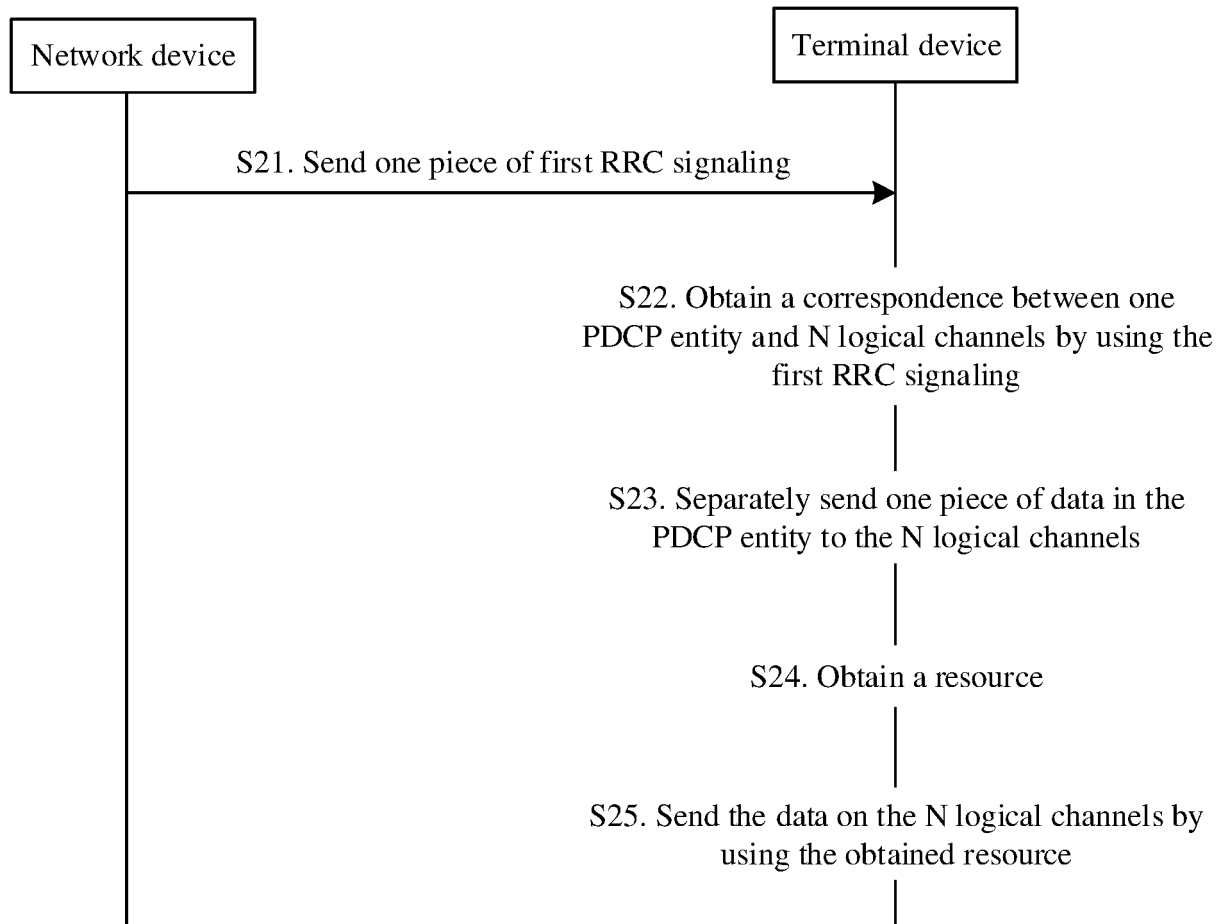 Network device
Terminal device
S21. Send one piece of first RRC signaling
S22. Obtain a correspondence between one
PDCP entity and N logical channels by using the
first RRC signaling
S23. Separately send one piece of data in the
PDCP entity to the N logical channels
S24. Obtain a resource
S25. Send the data on the N logical channels by
using the obtained resource